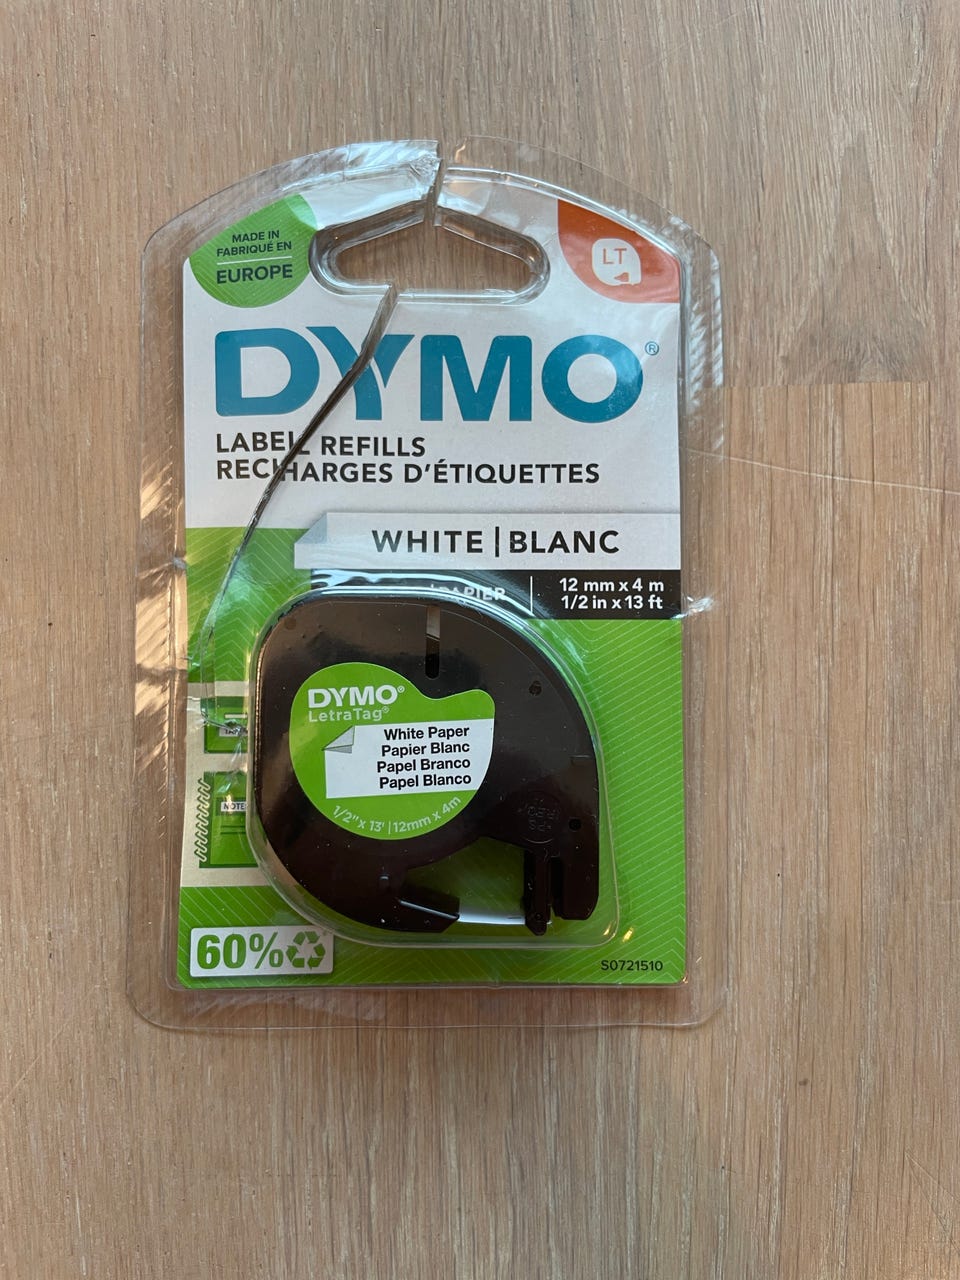 MADE IN
FABRIQUÉ EN
EUROPE
LT
DYMO®
LABEL REFILLS
RECHARGES D'ÉTIQUETTES
WHITE | BLANC
PAPIER
12 mm x 4 m
1/2 in x 13 ft
DYMO®
LetraTag®
White Paper
Papier Blanc
Papel Branco
Papel Blanco
1/2" x 13' | 12mm x 4m
NOTE
60%
S0721510